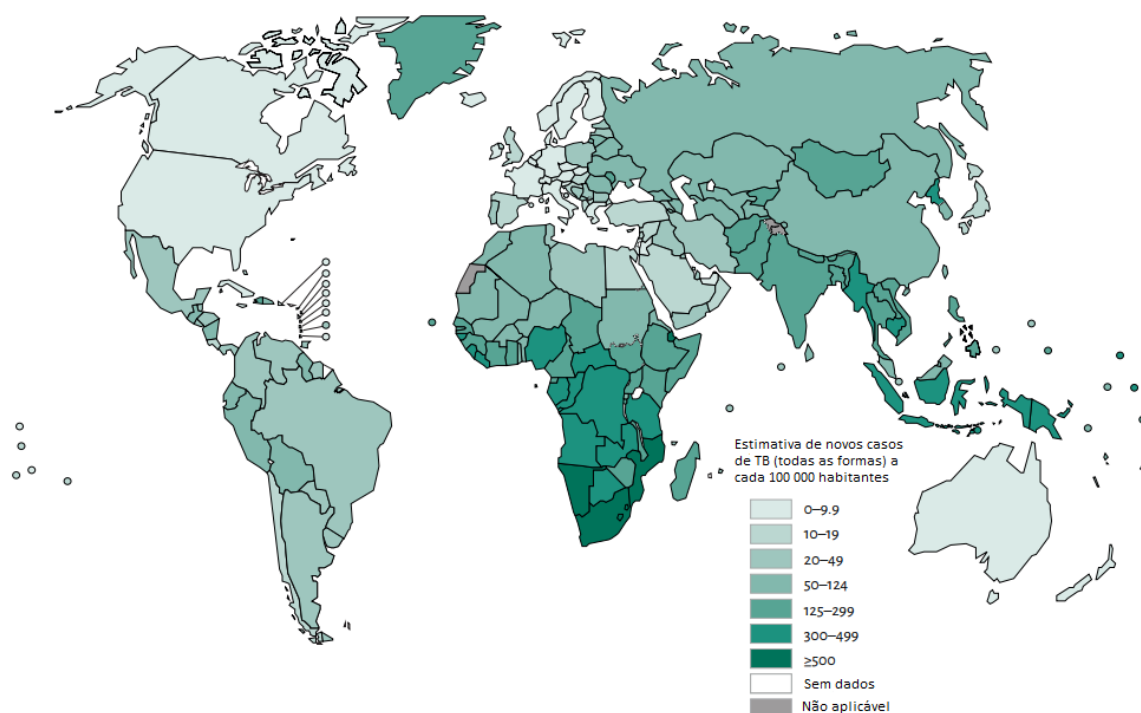 Estimativa de novos casos
de TB (todas as formas) a
cada 100 000 habitantes
0–9.9
10–19
20–49
50–124
125–299
300–499
≥500
Sem dados
Não aplicável